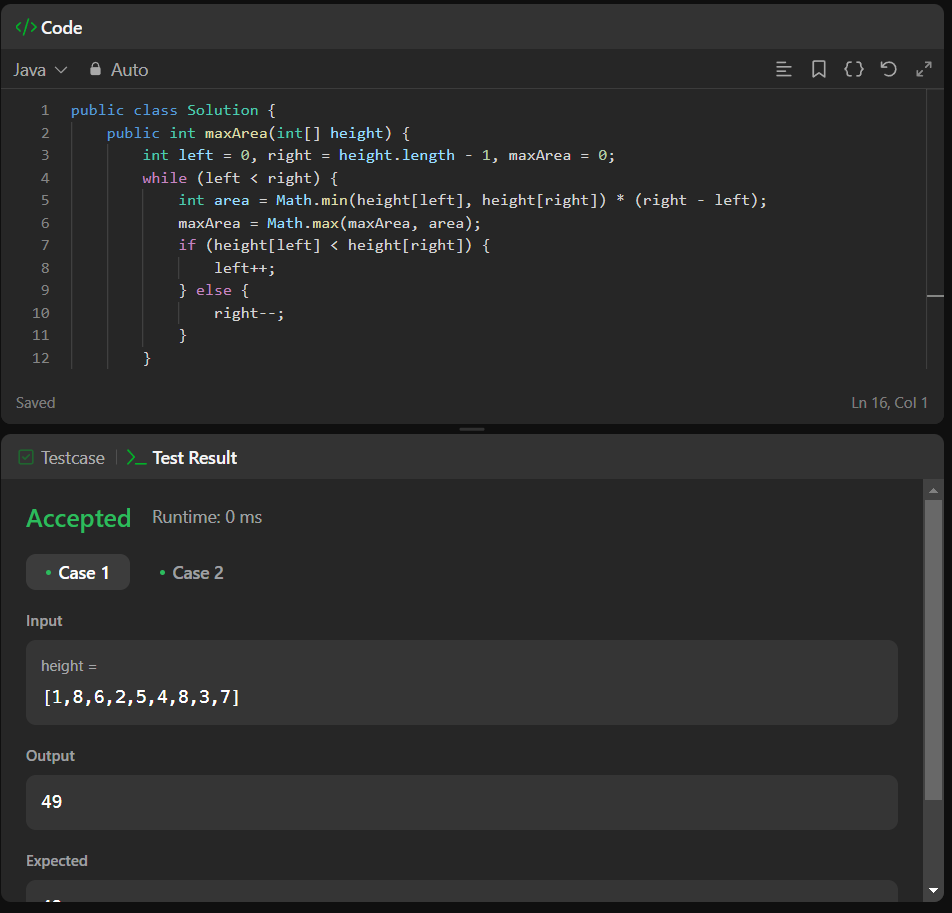 </> Code
Java Auto
1 public class Solution {
2 public int maxArea(int[] height) {
3 int left = 0, right = height.length - 1, maxArea = 0;
4 while (left < right) {
5 int area = Math.min(height[left], height[right]) * (right - left);
6 maxArea = Math.max(maxArea, area);
7 if (height[left] < height[right]) {
8 left++;
9 } else {
10 right--;
11 }
12 }
Saved Ln 16, Col 1
Testcase >_ Test Result
Accepted Runtime: 0 ms
• Case 1 • Case 2
Input
height =
[1,8,6,2,5,4,8,3,7]
Output
49
Expected